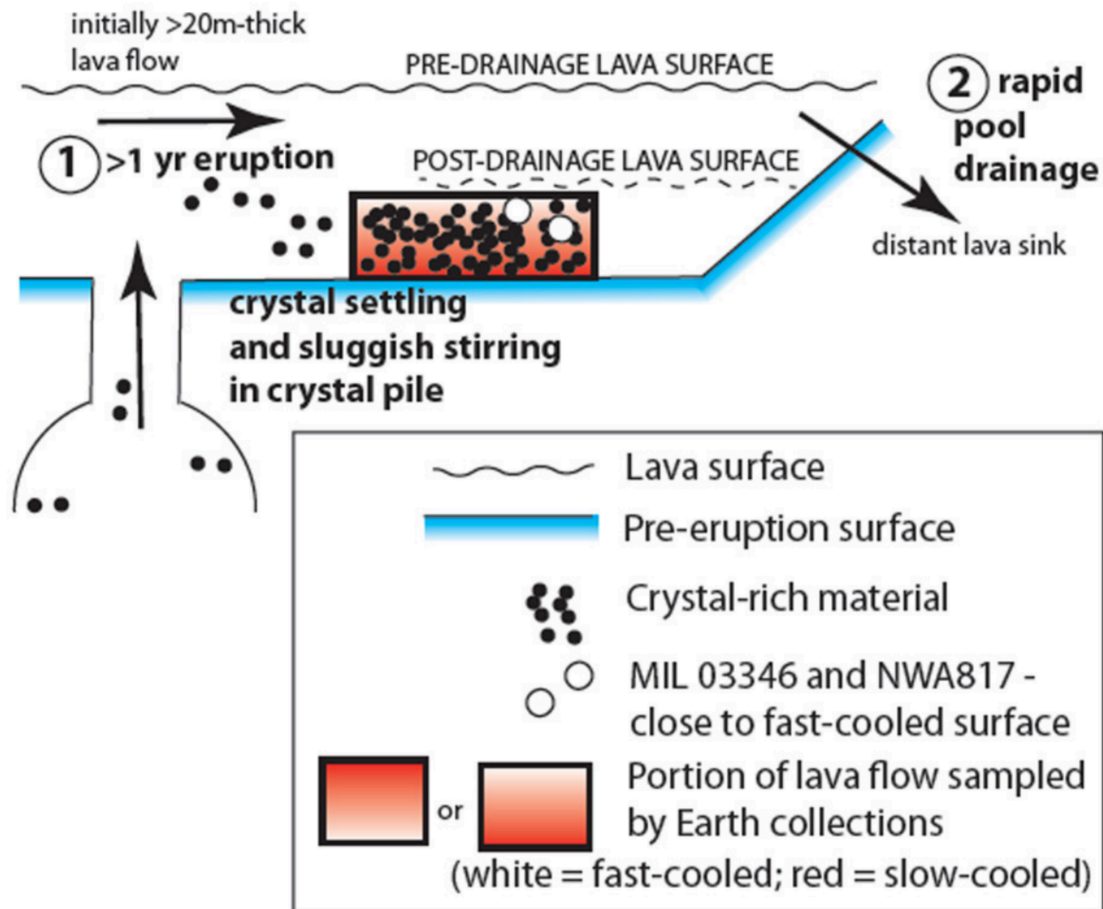 initially >20m-thick
lava flow
PRE-DRAINAGE LAVA SURFACE
2 rapid
pool
drainage
1 >1 yr eruption
POST-DRAINAGE LAVA SURFACE
distant lava sink
crystal settling
and sluggish stirring
in crystal pile
Lava surface
Pre-eruption surface
Crystal-rich material
MIL 03346 and NWA817 -
close to fast-cooled surface
Portion of lava flow sampled
or
by Earth collections
(white = fast-cooled; red = slow-cooled)